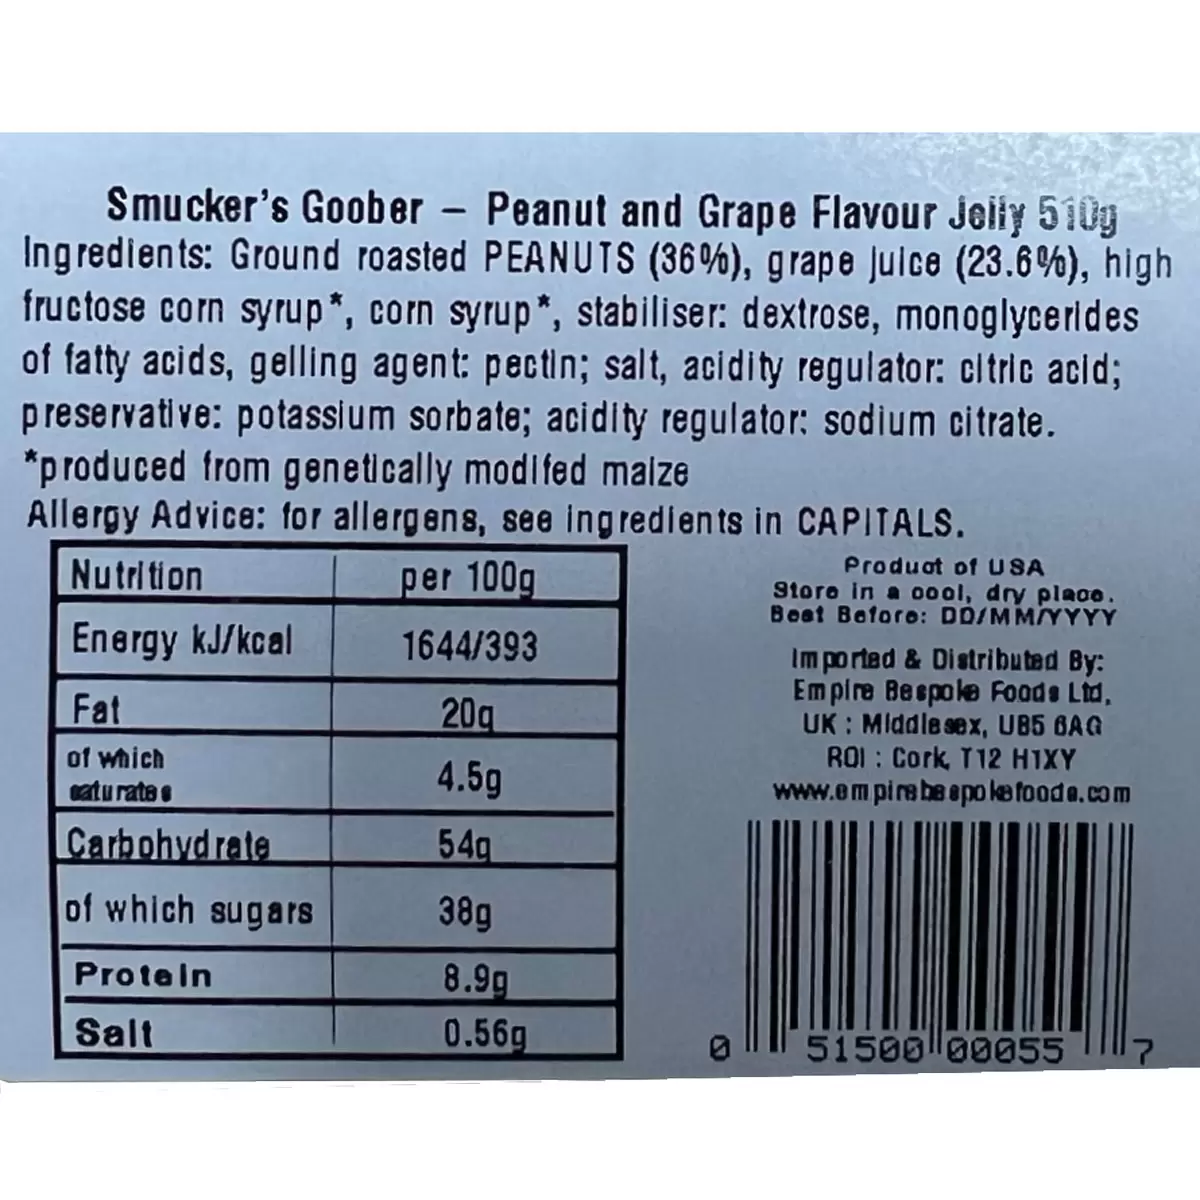 Smucker's Goober – Peanut and Grape Flavour Jelly 510g
Ingredients: Ground roasted PEANUTS (36%), grape juice (23.6%), high
fructose corn syrup*, corn syrup*, stabiliser: dextrose, monoglycerides
of fatty acids, gelling agent: pectin; salt, acidity regulator: citric acid;
preservative: potassium sorbate; acidity regulator: sodium citrate.
*produced from genetically modifed maize
Allergy Advice: for allergens, see ingredients in CAPITALS.
Nutrition per 100g
Energy kJ/kcal 1644/393
Fat 20g
of which
saturates 4.5g
Carbohydrate 54g
of which sugars 38g
Protein 8.9g
Salt 0.56g
Product of USA
Store in a cool, dry place.
Best Before: DD/MM/YYYY
Imported & Distributed By:
Empire Bespoke Foods Ltd,
UK : Middlesex, UB5 6AG
ROI : Cork, T12 H1XY
www.empirebespokefoods.com
0 51500 00055 7